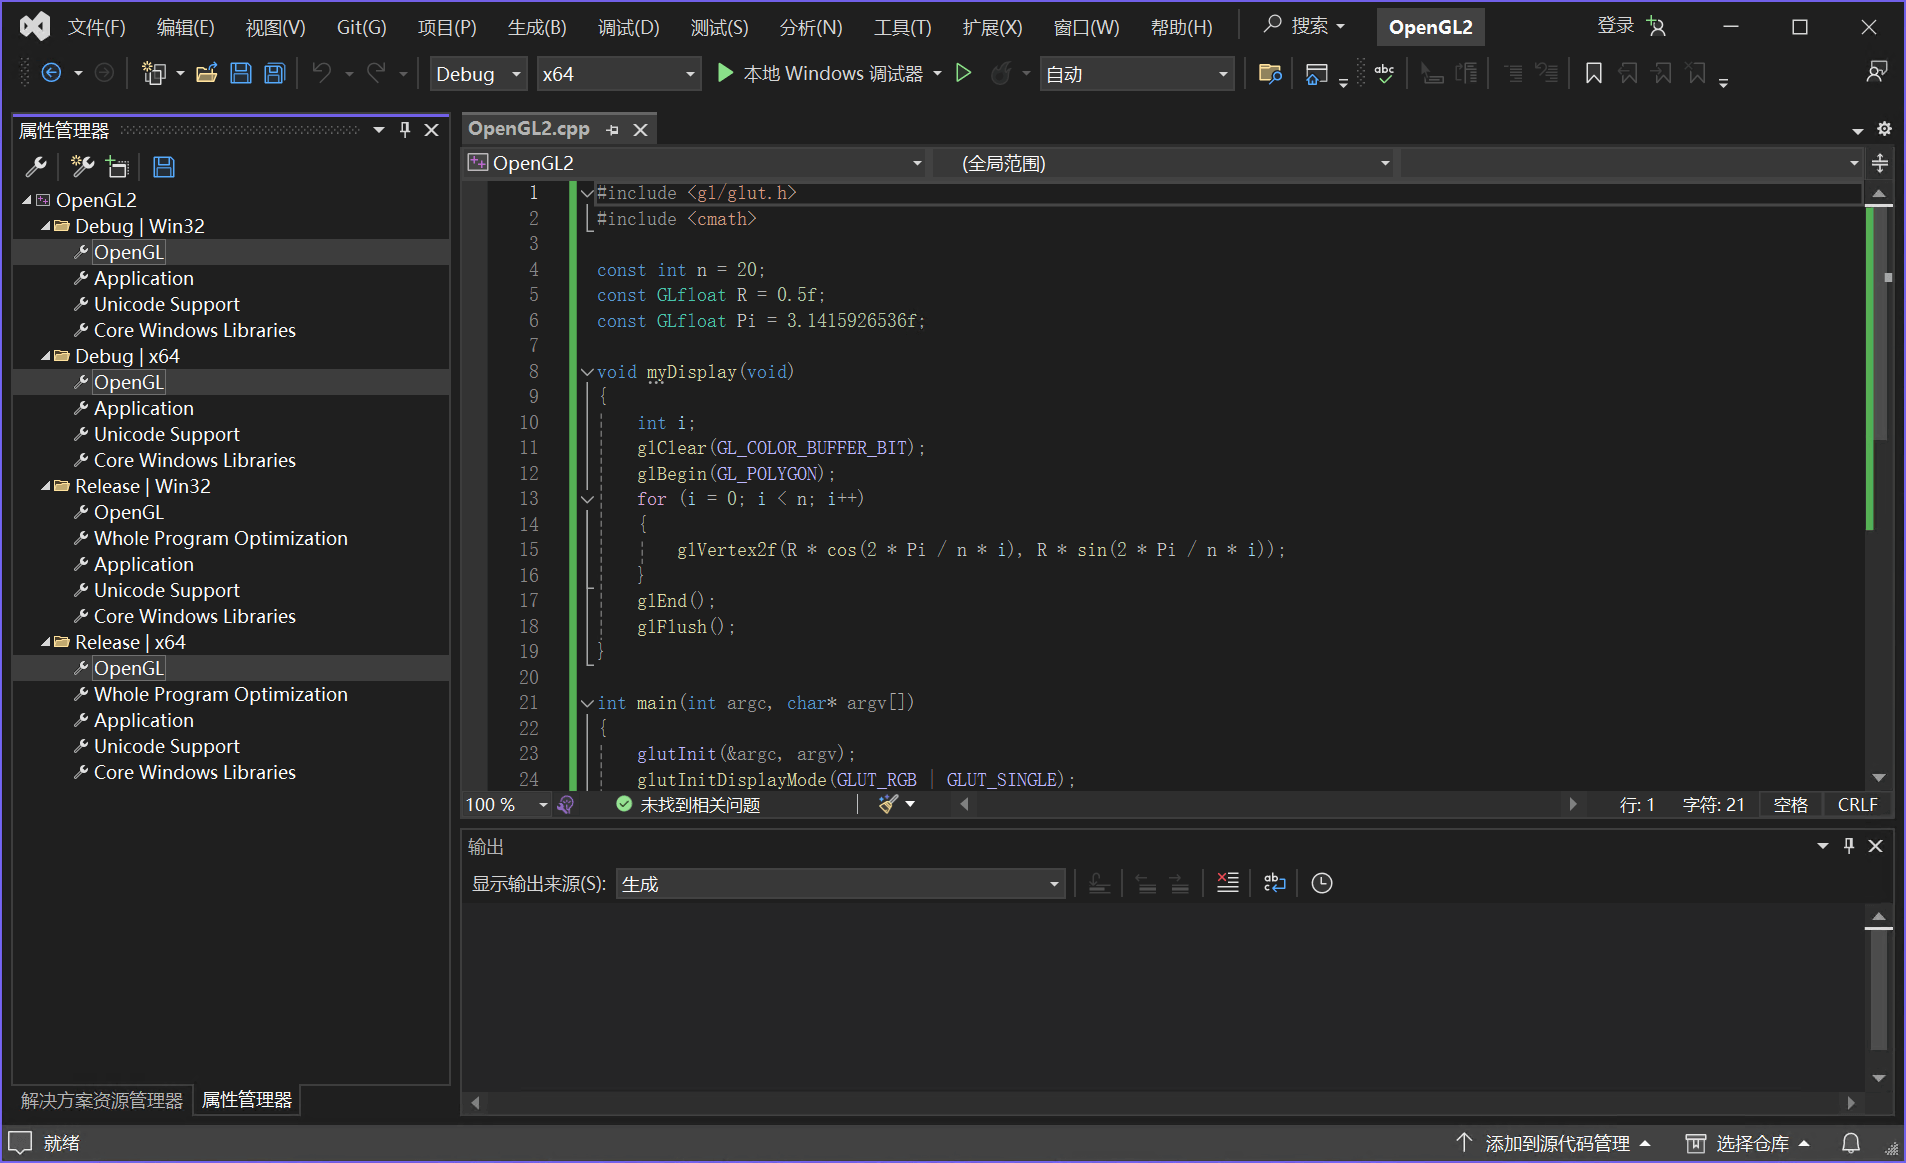 文件(F) 编辑(E) 视图(V) Git(G) 项目(P) 生成(B) 调试(D) 测试(S) 分析(N) 工具(T) 扩展(X) 窗口(W) 帮助(H) 搜索 OpenGL2 登录
Debug x64 本地 Windows 调试器 自动 abc
属性管理器
OpenGL2
Debug | Win32
OpenGL
Application
Unicode Support
Core Windows Libraries
Debug | x64
OpenGL
Application
Unicode Support
Core Windows Libraries
Release | Win32
OpenGL
Whole Program Optimization
Application
Unicode Support
Core Windows Libraries
Release | x64
OpenGL
Whole Program Optimization
Application
Unicode Support
Core Windows Libraries
解决方案资源管理器 属性管理器
OpenGL2.cpp
OpenGL2 (全局范围)
1 #include <gl/glut.h>
2 #include <cmath>
3
4 const int n = 20;
5 const GLfloat R = 0.5f;
6 const GLfloat Pi = 3.1415926536f;
7
8 void myDisplay(void)
9 {
10 int i;
11 glClear(GL_COLOR_BUFFER_BIT);
12 glBegin(GL_POLYGON);
13 for (i = 0; i < n; i++)
14 {
15 glVertex2f(R * cos(2 * Pi / n * i), R * sin(2 * Pi / n * i));
16 }
17 glEnd();
18 glFlush();
19 }
20
21 int main(int argc, char* argv[])
22 {
23 glutInit(&argc, argv);
24 glutInitDisplayMode(GLUT_RGB | GLUT_SINGLE);
100 % 未找到相关问题 行: 1 字符: 21 空格 CRLF
输出
显示输出来源(S): 生成
就绪 添加到源代码管理 选择仓库